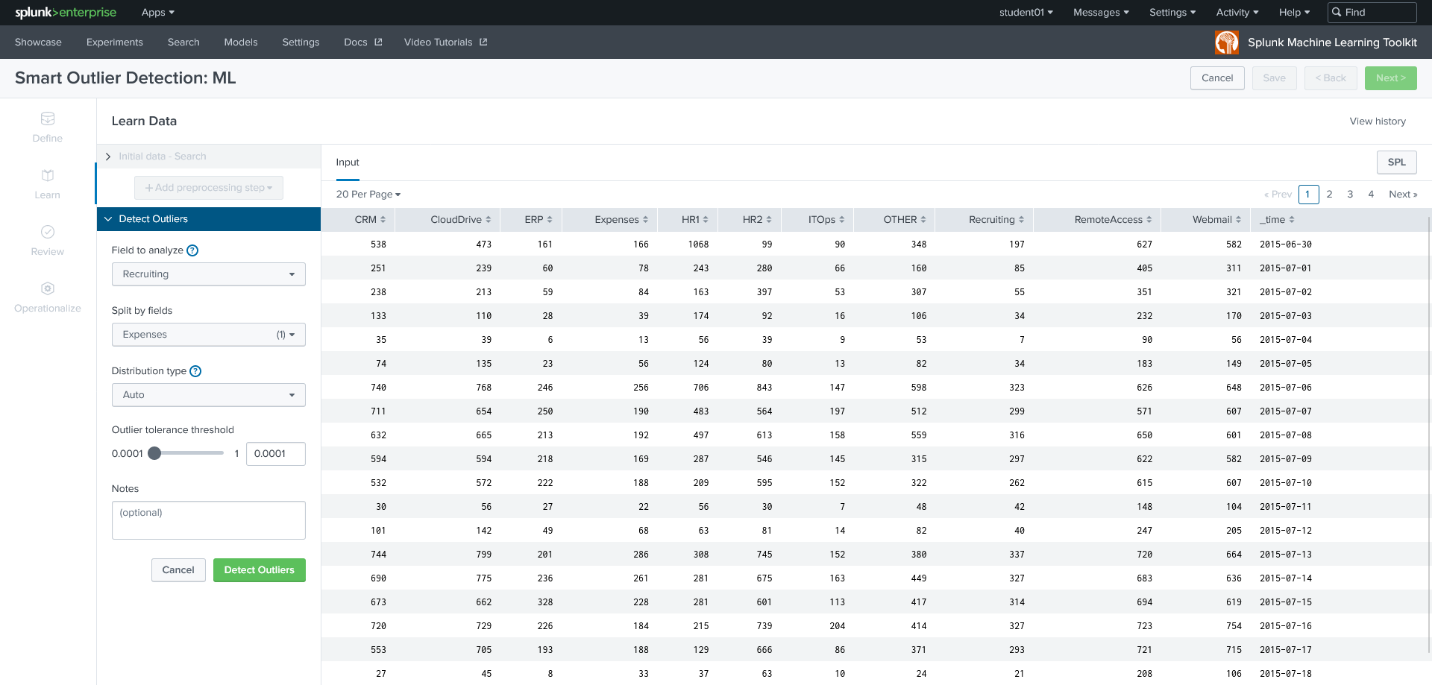 splunk>enterprise Apps student01 Messages Settings Activity Help Find
Showcase Experiments Search Models Settings Docs Video Tutorials Splunk Machine Learning Toolkit
Smart Outlier Detection: ML Cancel Save < Back Next >
Define
Learn
Review
Operationalize
Learn Data View history
Initial data - Search
+ Add preprocessing step
Detect Outliers
Field to analyze ?
Recruiting
Split by fields
Expenses (1)
Distribution type ?
Auto
Outlier tolerance threshold
0.0001 1 0.0001
Notes
(optional)
Cancel Detect Outliers
Input SPL
20 Per Page « Prev 1 2 3 4 Next »
CRM CloudDrive ERP Expenses HR1 HR2 ITOps OTHER Recruiting RemoteAccess Webmail _time
538 473 161 166 1068 99 90 348 197 627 582 2015-06-30
251 239 60 78 243 280 66 160 85 405 311 2015-07-01
238 213 59 84 163 397 53 307 55 351 321 2015-07-02
133 110 28 39 174 92 16 106 34 232 170 2015-07-03
35 39 6 13 56 39 9 53 7 90 56 2015-07-04
74 135 23 56 124 80 13 82 34 183 149 2015-07-05
740 768 246 256 706 843 147 598 323 626 648 2015-07-06
711 654 250 190 483 564 197 512 299 571 607 2015-07-07
632 665 213 192 497 613 158 559 316 650 601 2015-07-08
594 594 218 169 287 546 145 315 297 622 582 2015-07-09
532 572 222 188 209 595 152 322 262 615 607 2015-07-10
30 56 27 22 56 30 7 48 42 148 104 2015-07-11
101 142 49 68 63 81 14 82 40 247 205 2015-07-12
744 799 201 286 308 745 152 380 337 720 664 2015-07-13
690 775 236 261 281 675 163 449 327 683 636 2015-07-14
673 662 328 228 281 601 113 417 314 694 619 2015-07-15
720 729 226 184 215 739 204 414 327 723 754 2015-07-16
553 705 193 188 129 666 86 371 293 721 715 2015-07-17
27 45 8 33 37 63 10 24 21 208 106 2015-07-18